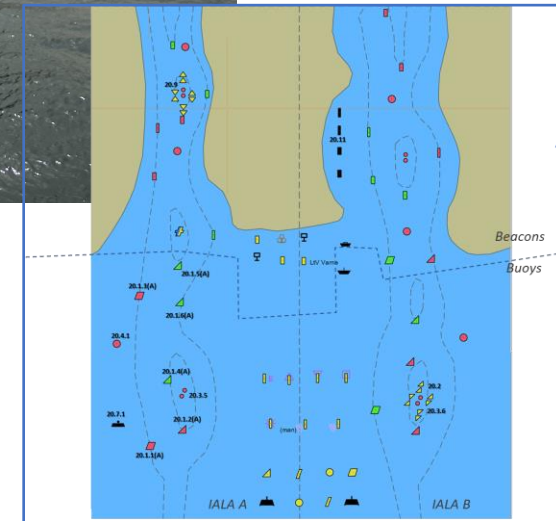 20.9
20.11
Beacons
LtV Varne
Buoys
20.1.5(A)
20.1.3(A)
20.1.6(A)
20.4.1
20.1.4(A)
20.2
20.3.5
20.3.6
20.7.1
20.1.2(A)
(man)
20.1.1(A)
IALA A
IALA B